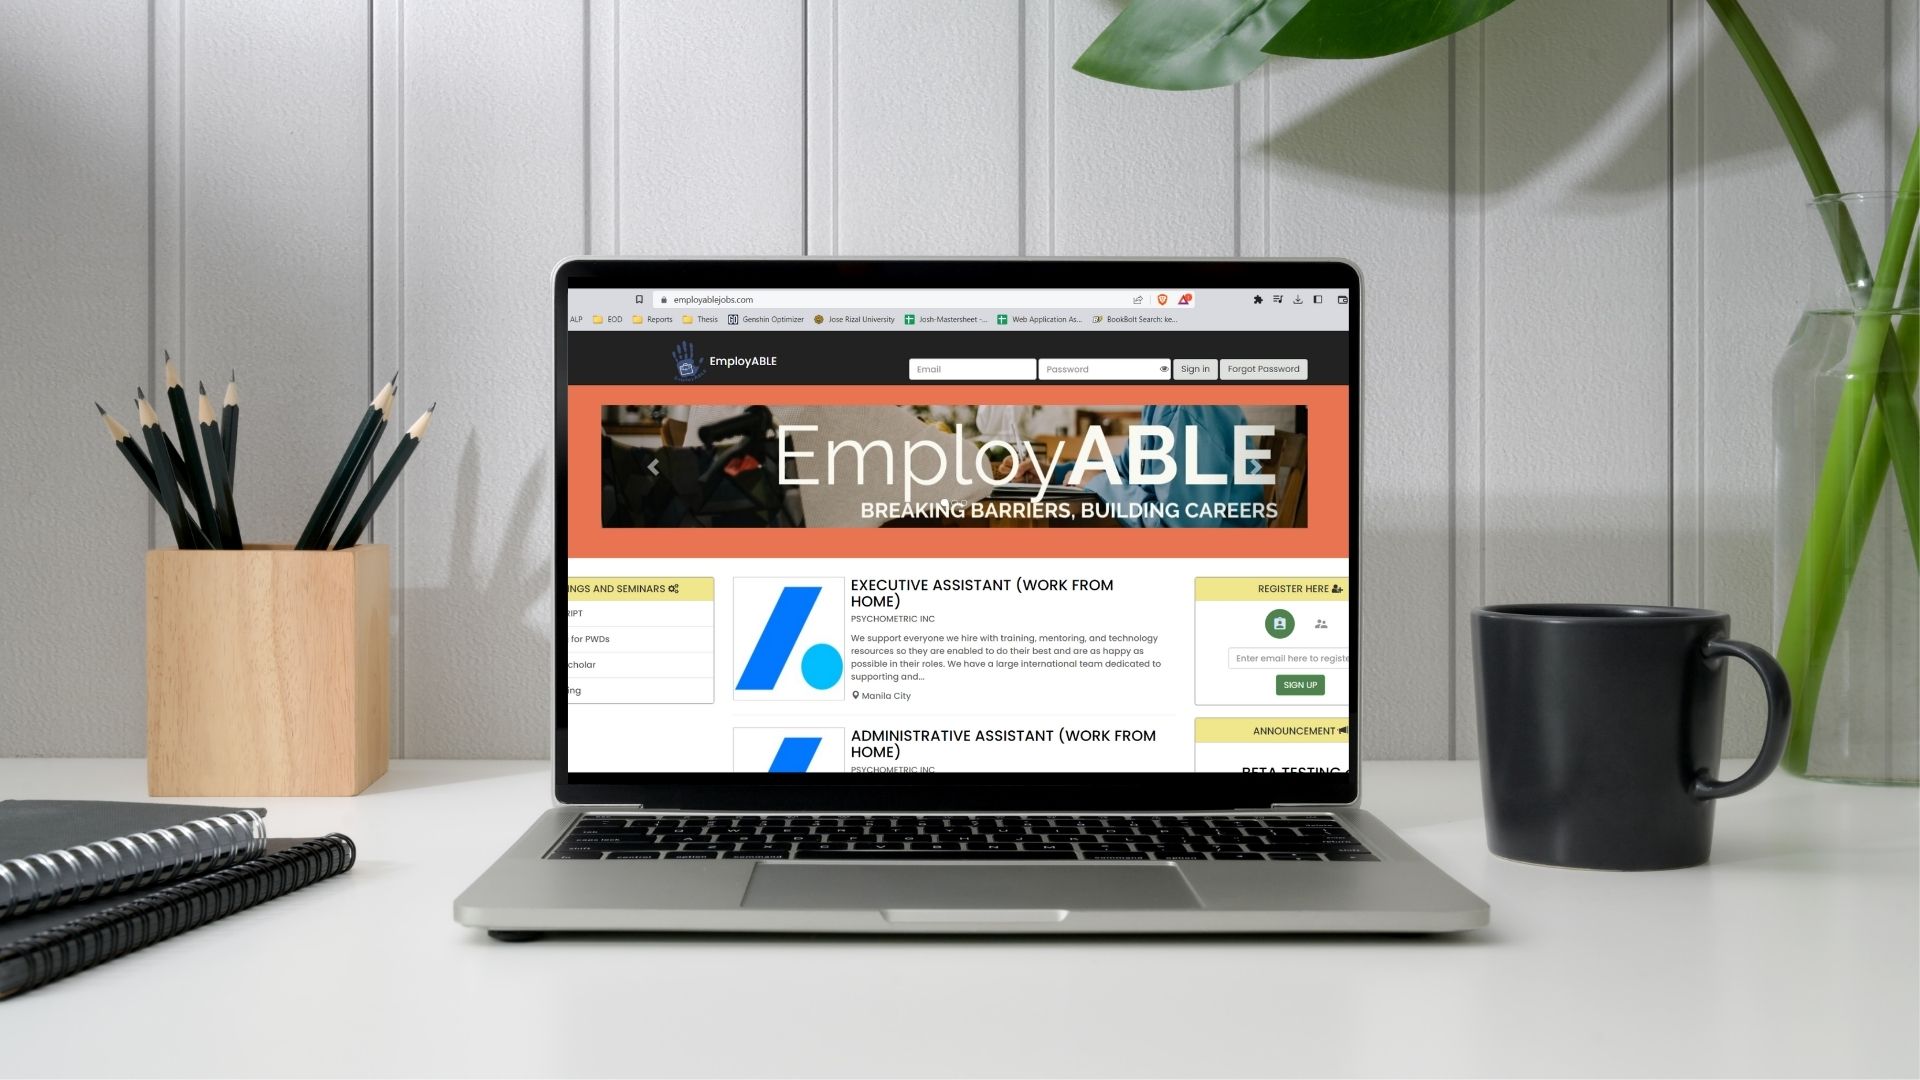 employablejobs.com
ALP EOD Reports Thesis Genshin Optimizer Jose Rizal University Josh-Mastersheet -... Web Application As... BookBolt Search: ke...
EmployABLE
Email Password Sign in Forgot Password
EmployABLE
BREAKING BARRIERS, BUILDING CAREERS
INGS AND SEMINARS
RIPT
for PWDs
cholar
ing
EXECUTIVE ASSISTANT (WORK FROM
HOME)
PSYCHOMETRIC INC
We support everyone we hire with training, mentoring, and technology
resources so they are enabled to do their best and are as happy as
possible in their roles. We have a large international team dedicated to
supporting and...
Manila City
ADMINISTRATIVE ASSISTANT (WORK FROM
HOME)
PSYCHOMETRIC INC
REGISTER HERE
Enter email here to registe
SIGN UP
ANNOUNCEMENT
BETA TESTING